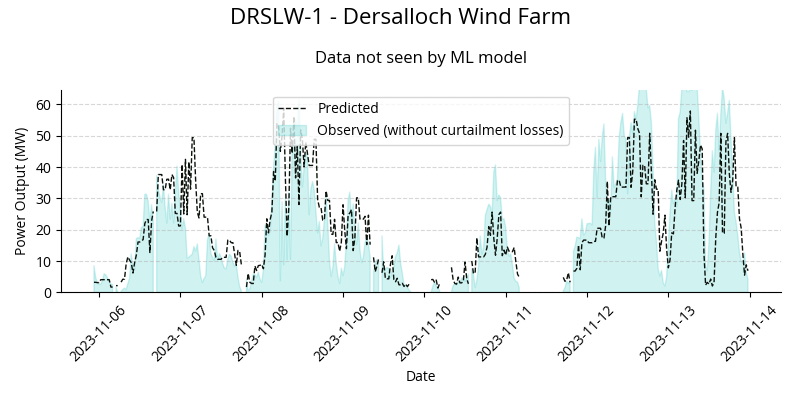 DRSLW-1 - Dersalloch Wind Farm
Data not seen by ML model
Predicted
Observed (without curtailment losses)
Power Output (MW)
60
50
40
30
20
10
0
2023-11-06
2023-11-07
2023-11-08
2023-11-09
2023-11-10
2023-11-11
2023-11-12
2023-11-13
2023-11-14
Date